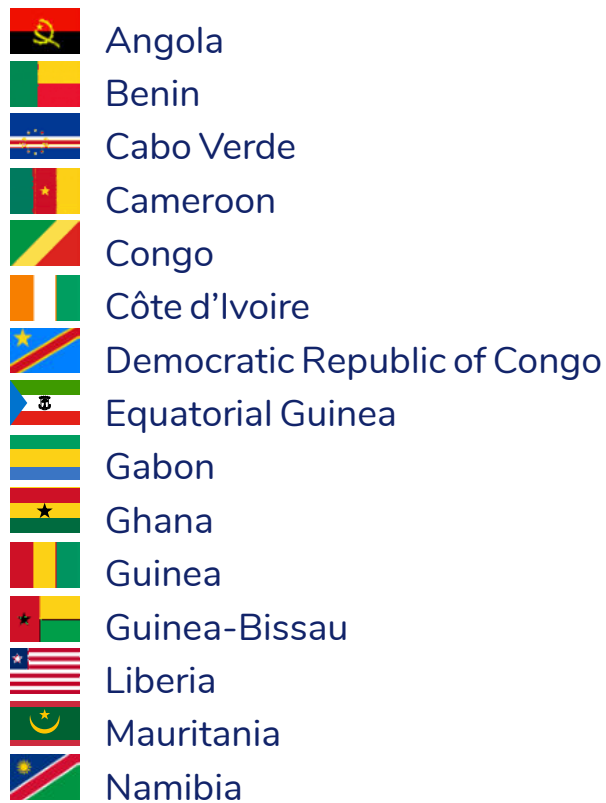 Angola
Benin
Cabo Verde
Cameroon
Congo
Côte d’Ivoire
Democratic Republic of Congo
Equatorial Guinea
Gabon
Ghana
Guinea
Guinea-Bissau
Liberia
Mauritania
Namibia